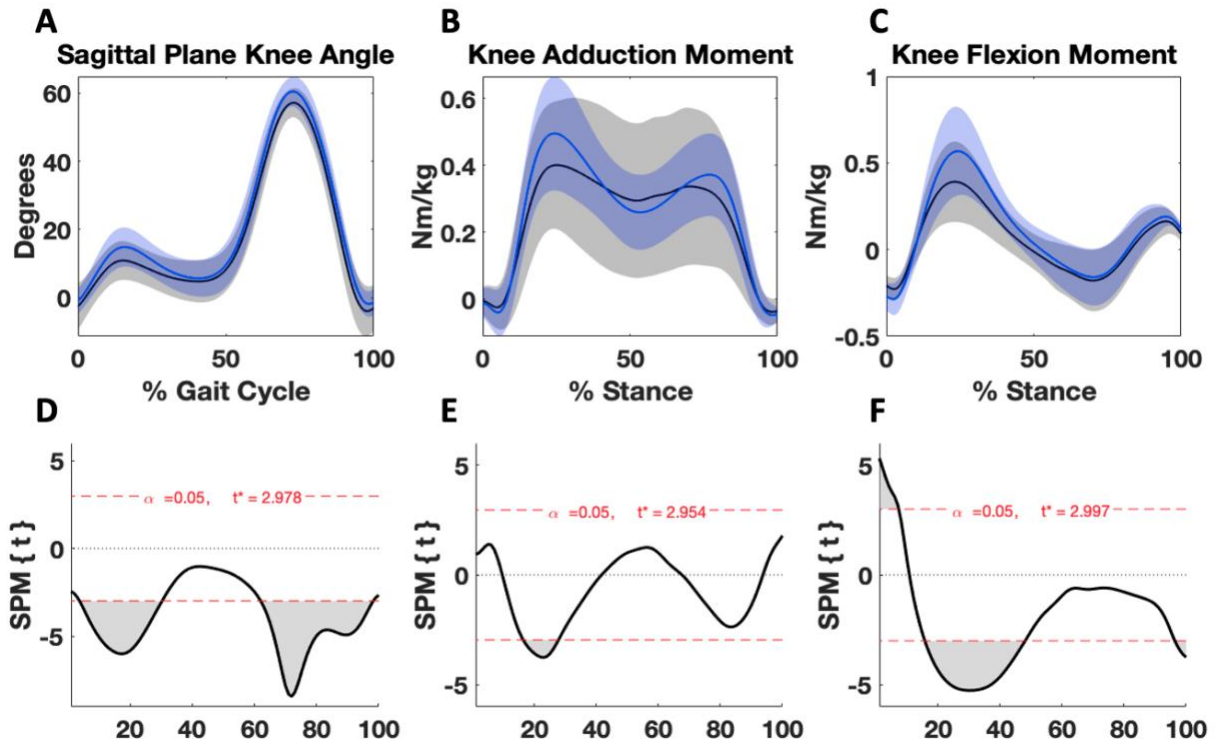 A
Sagittal Plane Knee Angle
Degrees
60
40
20
0
0 50 100
% Gait Cycle
B
Knee Adduction Moment
Nm/kg
0.6
0.4
0.2
0
0 50 100
% Stance
C
Knee Flexion Moment
Nm/kg
1
0.5
0
-0.5
0 50 100
% Stance
D
SPM { t }
5
0
-5
α =0.05, t* = 2.978
20 40 60 80 100
E
SPM { t }
5
0
-5
α =0.05, t* = 2.954
20 40 60 80 100
F
SPM { t }
5
0
-5
α =0.05, t* = 2.997
20 40 60 80 100